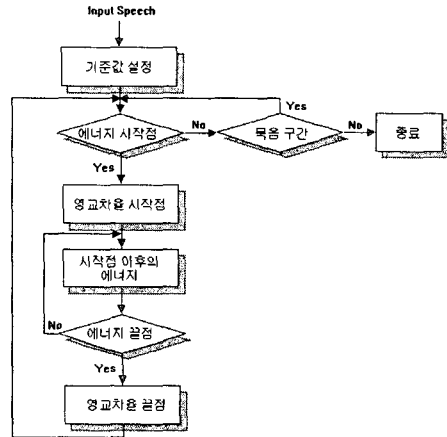 Input Speech
기준값 설정
Yes
에너지 시작점
No
묵음 구간
No
종료
Yes
영교차율 시작점
시작점 이후의
에너지
No
에너지 끝점
Yes
영교차율 끝점